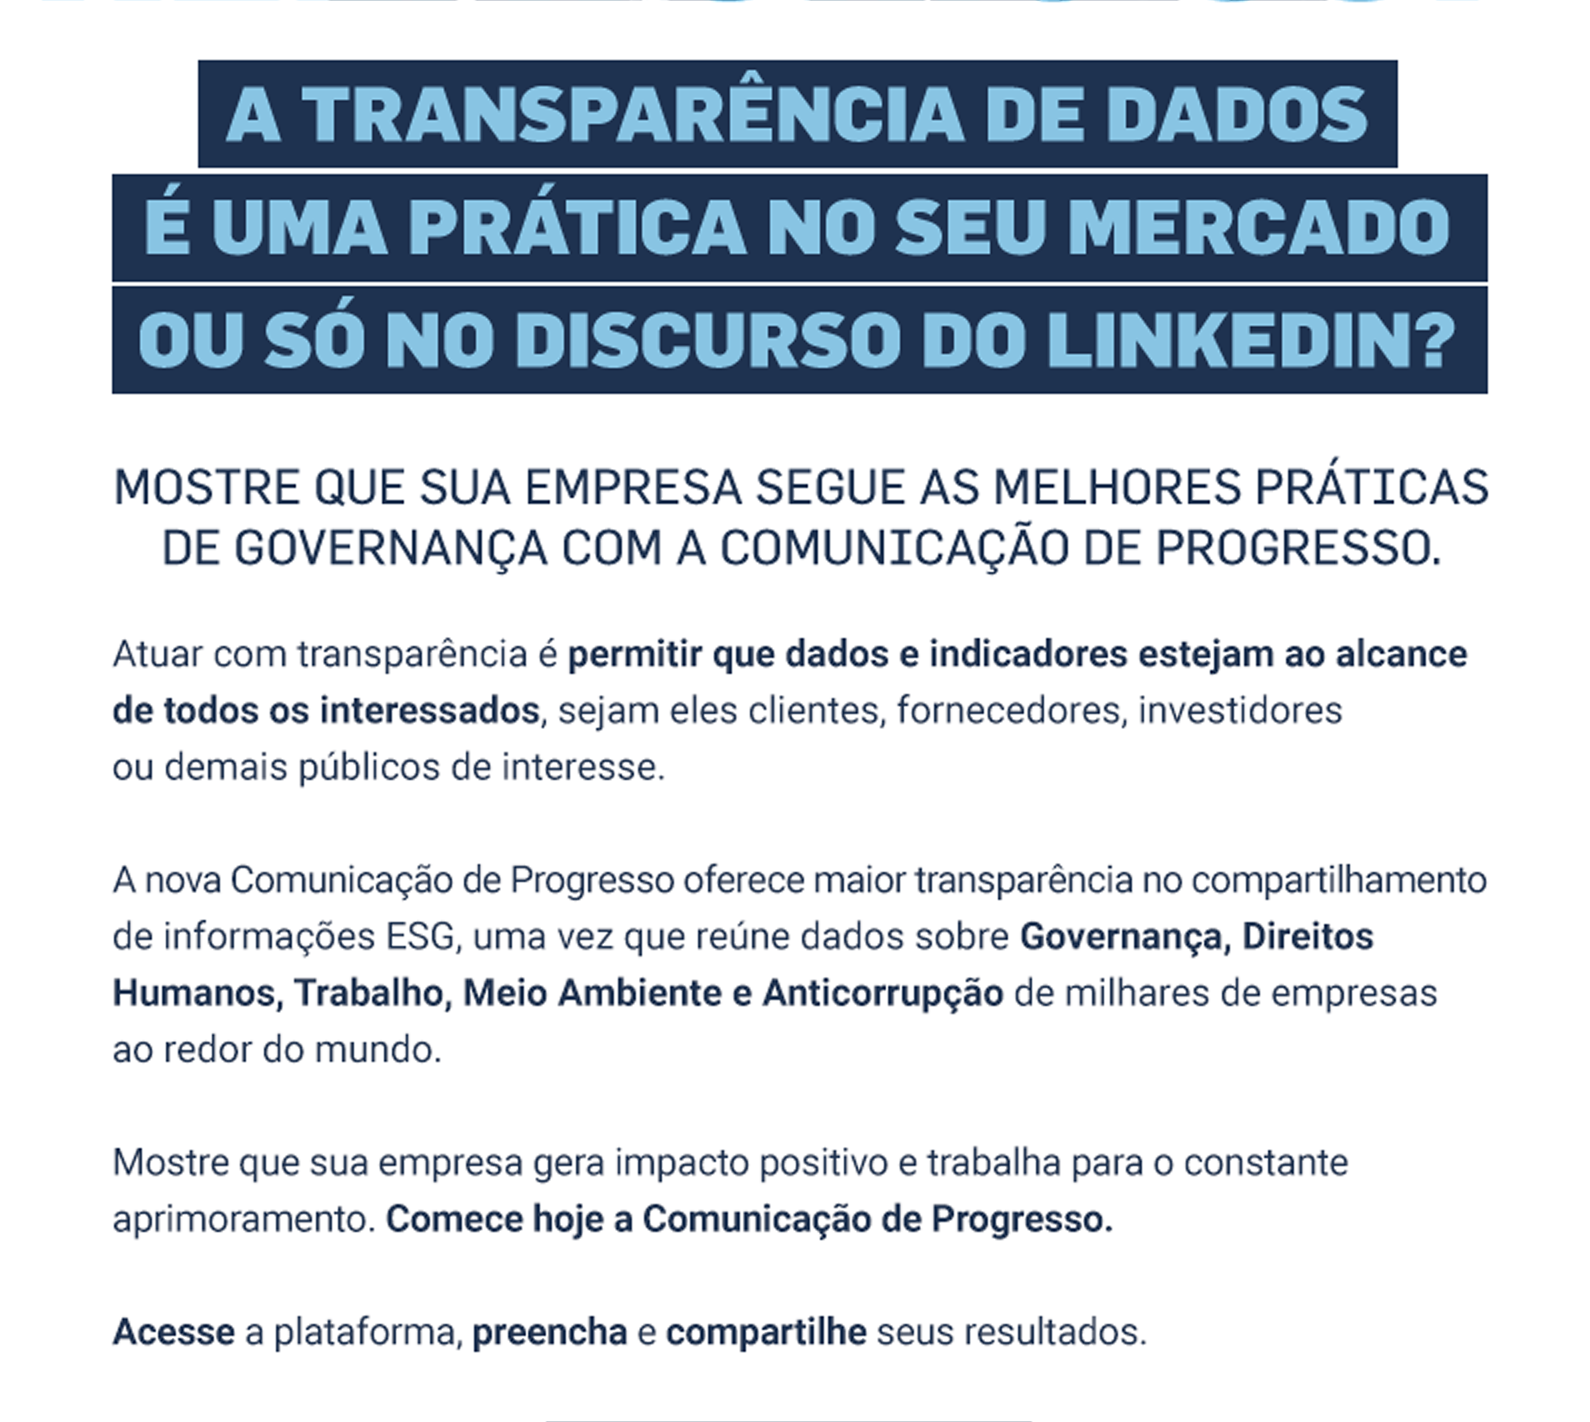 A TRANSPARÊNCIA DE DADOS
É UMA PRÁTICA NO SEU MERCADO
OU SÓ NO DISCURSO DO LINKEDIN?
MOSTRE QUE SUA EMPRESA SEGUE AS MELHORES PRÁTICAS
DE GOVERNANÇA COM A COMUNICAÇÃO DE PROGRESSO.
Atuar com transparência é permitir que dados e indicadores estejam ao alcance
de todos os interessados, sejam eles clientes, fornecedores, investidores
ou demais públicos de interesse.
A nova Comunicação de Progresso oferece maior transparência no compartilhamento
de informações ESG, uma vez que reúne dados sobre Governança, Direitos
Humanos, Trabalho, Meio Ambiente e Anticorrupção de milhares de empresas
ao redor do mundo.
Mostre que sua empresa gera impacto positivo e trabalha para o constante
aprimoramento. Comece hoje a Comunicação de Progresso.
Acesse a plataforma, preencha e compartilhe seus resultados.